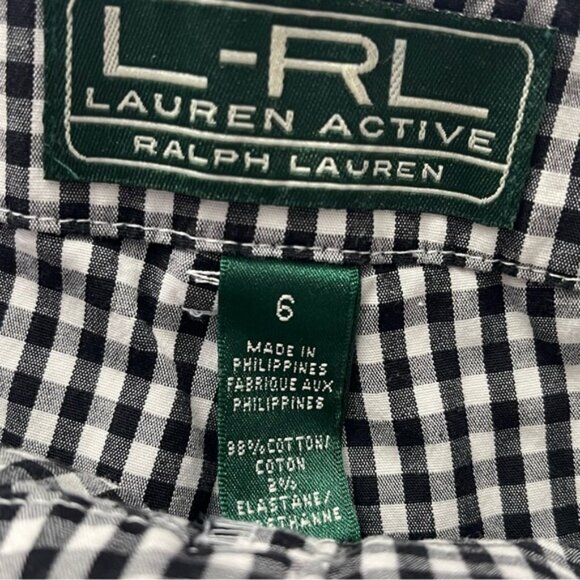 L-RL
LAUREN ACTIVE
RALPH LAUREN
6
MADE IN
PHILIPPINES
FABRIQUE AUX
PHILIPPINES
98%COTTON/
COTON
2%
ELASTANE/